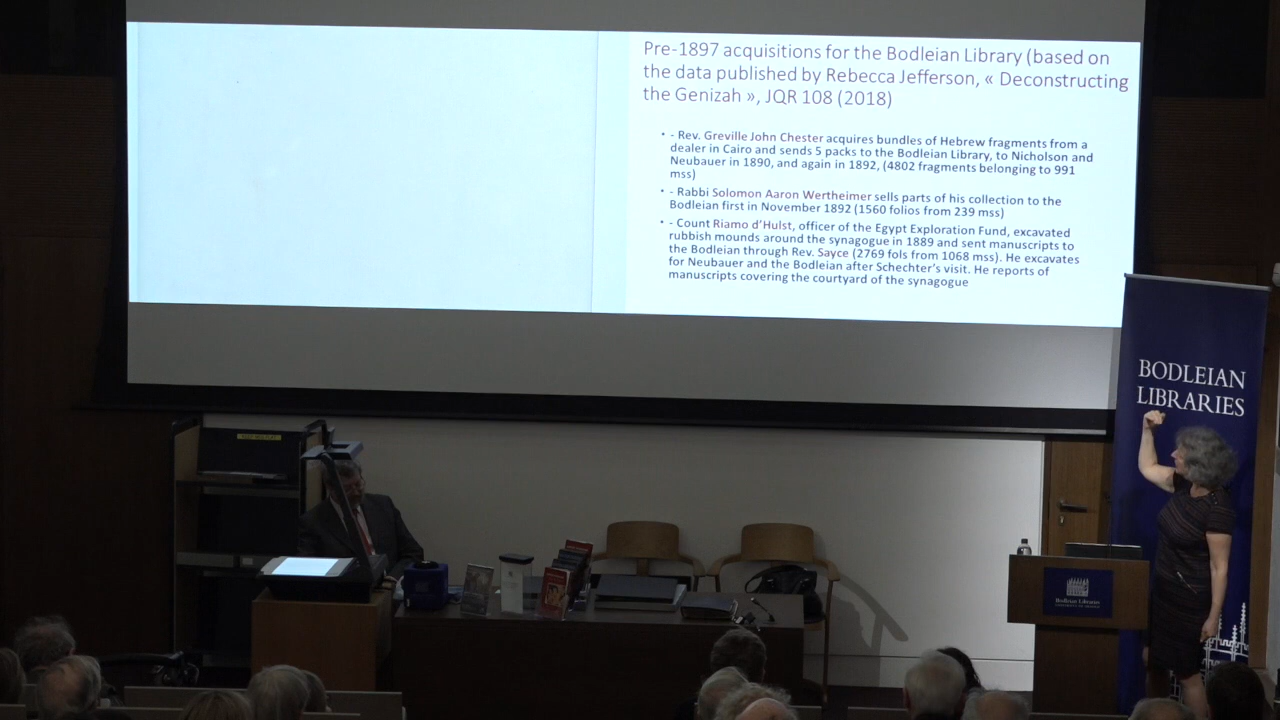 Pre-1897 acquisitions for the Bodleian Library (based on
the data published by Rebecca Jefferson, « Deconstructing
the Genizah », JQR 108 (2018)
• - Rev. Greville John Chester acquires bundles of Hebrew fragments from a
dealer in Cairo and sends 5 packs to the Bodleian Library, to Nicholson and
Neubauer in 1890, and again in 1892, (4802 fragments belonging to 991
mss)
• - Rabbi Solomon Aaron Wertheimer sells parts of his collection to the
Bodleian first in November 1892 (1560 folios from 239 mss)
• - Count Riamo d’Hulst, officer of the Egypt Exploration Fund, excavated
rubbish mounds around the synagogue in 1889 and sent manuscripts to
the Bodleian through Rev. Sayce (2769 fols from 1068 mss). He excavates
for Neubauer and the Bodleian after Schechter’s visit. He reports of
manuscripts covering the courtyard of the synagogue
BODLEIAN
LIBRARIES
Bodleian Libraries
UNIVERSITY OF OXFORD